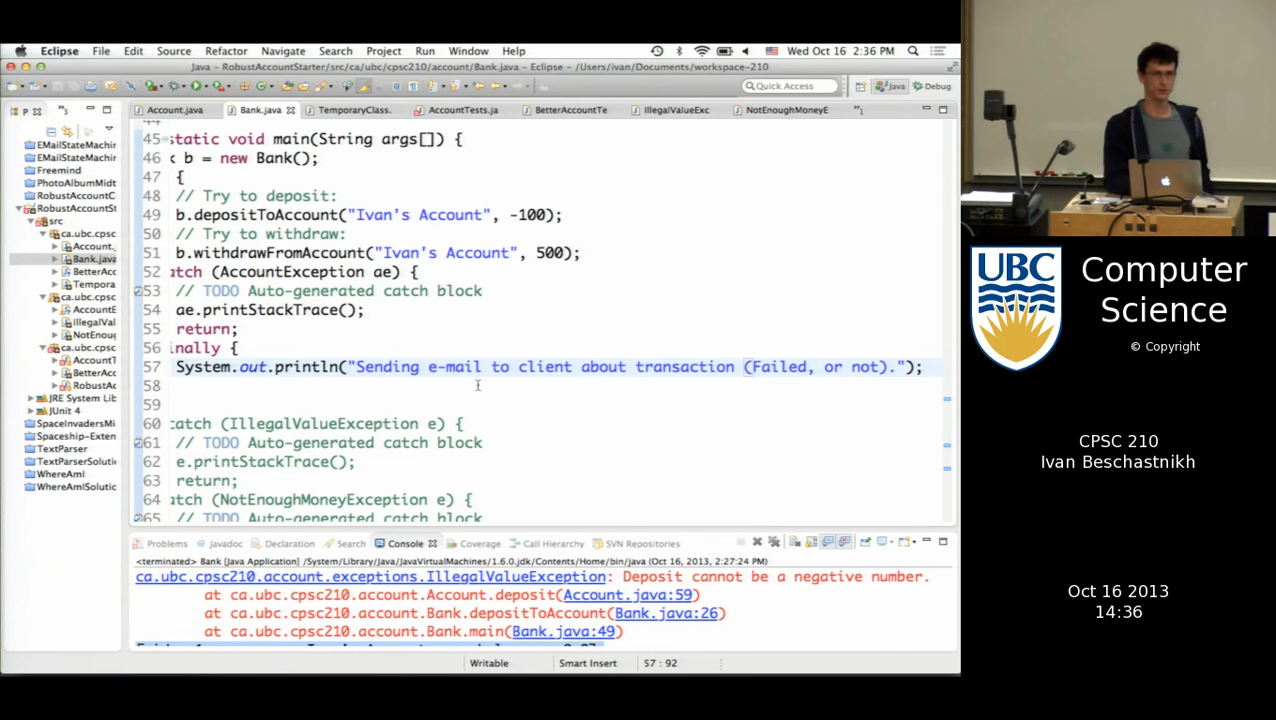 Eclipse File Edit Source Refactor Navigate Search Project Run Window Help Wed Oct 16 2:36 PM
Java - RobustAccountStarter/src/ca/ubc/cpsc210/account/Bank.java - Eclipse - /Users/ivan/Documents/workspace-210
Quick Access Java Debug
P Account.java Bank.java TemporaryClass. AccountTests.ja BetterAccountTe IllegalValueExc NotEnoughMoneyE
EMailStateMachin
EMailStateMachin
Freemind
PhotoAlbumMidt
RobustAccountC
RobustAccountSt
src
ca.ubc.cpsc
Account.
Bank.java
BetterAcc
Tempora
ca.ubc.cpsc
AccountE
IllegalVal
NotEnoug
ca.ubc.cpsc
AccountT
BetterAcc
RobustAc
JRE System Lib
JUnit 4
SpaceInvadersMi
Spaceship-Exten
TextParser
TextParserSolutio
WhereAmI
WhereAmISolutic
44
45 static void main(String args[]) {
46 k b = new Bank();
47 {
48 // Try to deposit:
49 b.depositToAccount("Ivan's Account", -100);
50 // Try to withdraw:
51 b.withdrawFromAccount("Ivan's Account", 500);
52 atch (AccountException ae) {
53 // TODO Auto-generated catch block
54 ae.printStackTrace();
55 return;
56 inally {
57 System.out.println("Sending e-mail to client about transaction (Failed, or not).");
58
59
60 catch (IllegalValueException e) {
61 // TODO Auto-generated catch block
62 e.printStackTrace();
63 return;
64 atch (NotEnoughMoneyException e) {
65 // TODO Auto-generated catch block
Problems Javadoc Declaration Search Console Coverage Call Hierarchy SVN Repositories
<terminated> Bank [Java Application] /System/Library/Java/JavaVirtualMachines/1.6.0.jdk/Contents/Home/bin/java (Oct 16, 2013, 2:27:24 PM)
ca.ubc.cpsc210.account.exceptions.IllegalValueException: Deposit cannot be a negative number.
at ca.ubc.cpsc210.account.Account.deposit(Account.java:59)
at ca.ubc.cpsc210.account.Bank.depositToAccount(Bank.java:26)
at ca.ubc.cpsc210.account.Bank.main(Bank.java:49)
Writable Smart Insert 57 : 92
UBC
Computer
Science
© Copyright
CPSC 210
Ivan Beschastnikh
Oct 16 2013
14:36